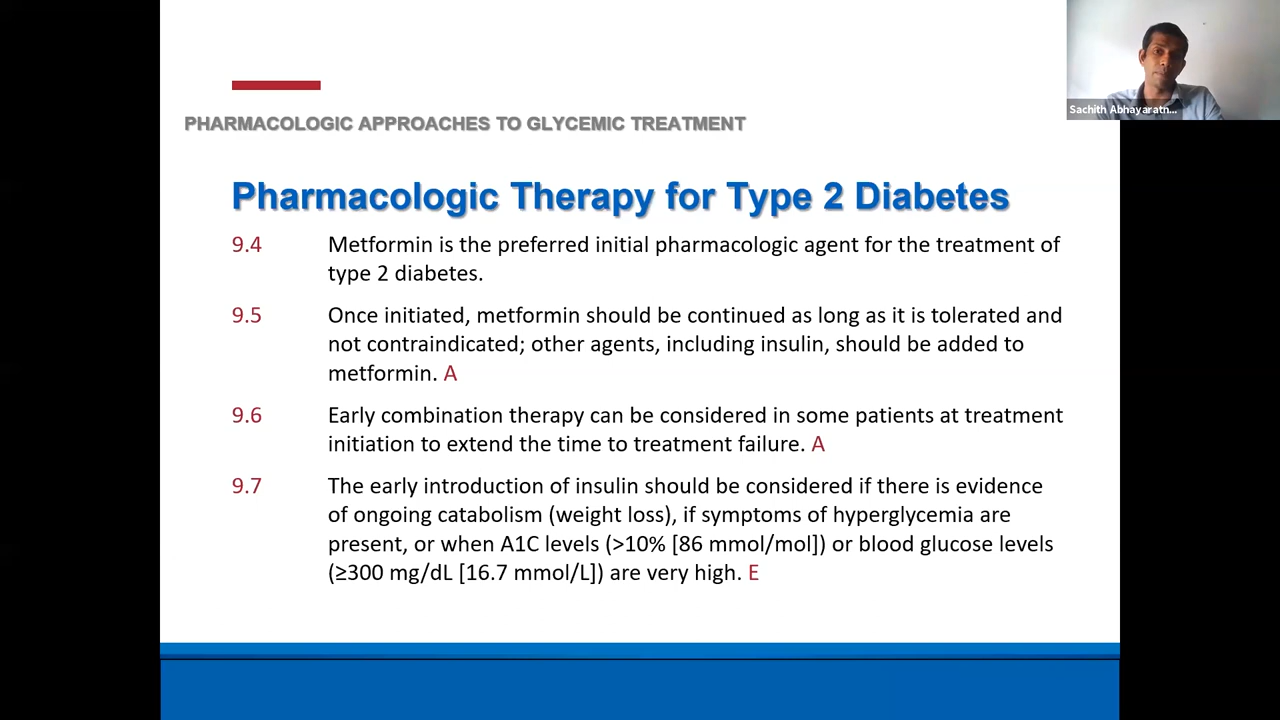 Sachith Abhayaratn...
PHARMACOLOGIC APPROACHES TO GLYCEMIC TREATMENT
Pharmacologic Therapy for Type 2 Diabetes
9.4 Metformin is the preferred initial pharmacologic agent for the treatment of
type 2 diabetes.
9.5 Once initiated, metformin should be continued as long as it is tolerated and
not contraindicated; other agents, including insulin, should be added to
metformin. A
9.6 Early combination therapy can be considered in some patients at treatment
initiation to extend the time to treatment failure. A
9.7 The early introduction of insulin should be considered if there is evidence
of ongoing catabolism (weight loss), if symptoms of hyperglycemia are
present, or when A1C levels (>10% [86 mmol/mol]) or blood glucose levels
(≥300 mg/dL [16.7 mmol/L]) are very high. E